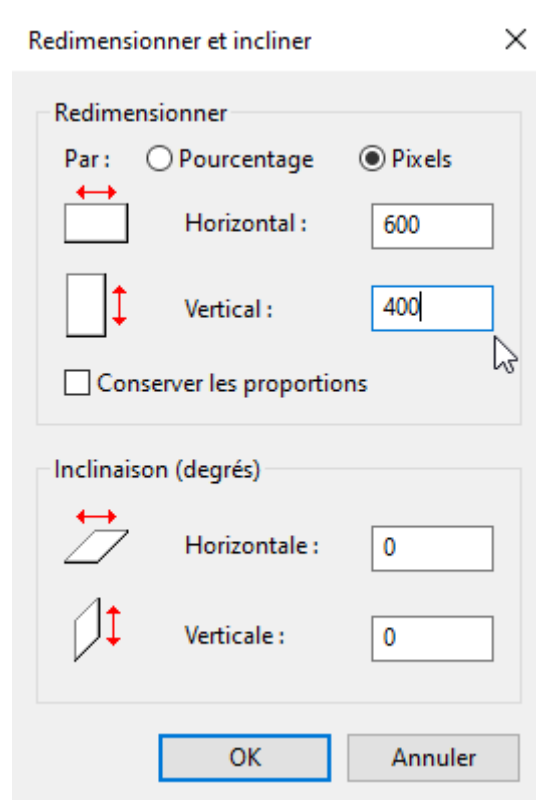 Redimensionner et incliner
Redimensionner
Par : Pourcentage Pixels
Horizontal : 600
Vertical : 400
Conserver les proportions
Inclinaison (degrés)
Horizontale : 0
Verticale : 0
OK Annuler